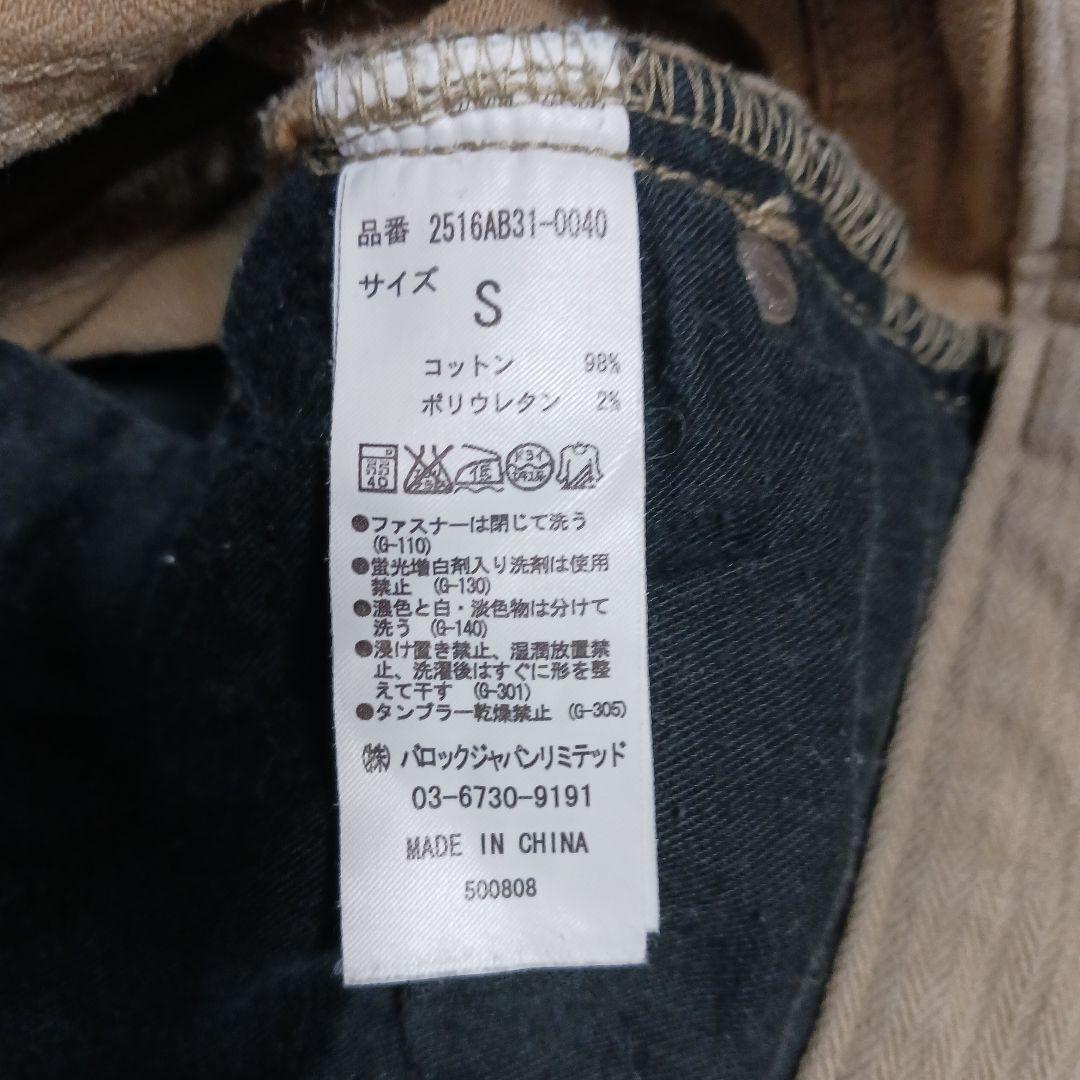 品番 2516AB31-0040
サイズ
S
コットン 98%
ポリウレタン 2%
40 低 ドライ
●ファスナーは閉じて洗う
(G-110)
●蛍光増白剤入り洗剤は使用
禁止 (G-130)
●濃色と白・淡色物は分けて
洗う (G-140)
●浸け置き禁止、湿潤放置禁
止、洗濯後はすぐに形を整
えて干す (G-301)
●タンブラー乾燥禁止 (G-305)
㈱ バロックジャパンリミテッド
03-6730-9191
MADE IN CHINA
500808